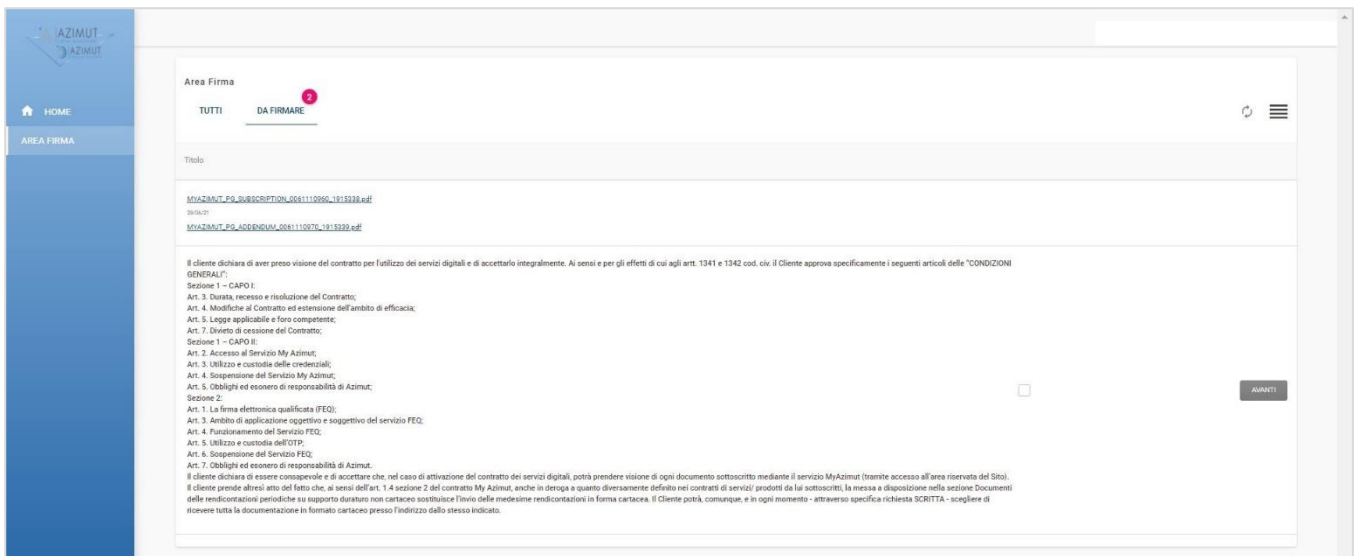 AZIMUT
AZIMUT
HOME
AREA FIRMA
Area Firma
TUTTI
DA FIRMARE
2
Titolo
MYAZIMUT_PG_SUBSCRIPTION_0061110960_1915338.pdf
MYAZIMUT_PG_ADDENDUM_0061110970_1915339.pdf
Il cliente dichiara di aver preso visione del contratto per l'utilizzo dei servizi digitali e di accettarlo integralmente. Ai sensi e per gli effetti di cui agli artt. 1341 e 1342 cod. civ. il Cliente approva specificamente i seguenti articoli delle "CONDIZIONI
GENERALI":
Sezione 1 – CAPO I:
Art. 3. Durata, recesso e risoluzione del Contratto;
Art. 4. Modifiche al Contratto ed estensione dell'ambito di efficacia;
Art. 5. Legge applicabile e foro competente;
Art. 7. Divieto di cessione del Contratto;
Sezione 1 – CAPO II:
Art. 2. Accesso al Servizio My Azimut;
Art. 3. Utilizzo e custodia delle credenziali;
Art. 4. Sospensione del Servizio My Azimut;
Art. 5. Obblighi ed esonero di responsabilità di Azimut;
Sezione 2:
Art. 1. La firma elettronica qualificata (FEQ);
Art. 3. Ambito di applicazione oggettivo e soggettivo del servizio FEQ;
Art. 4. Funzionamento del Servizio FEQ;
Art. 5. Utilizzo e custodia dell'OTP;
Art. 6. Sospensione del Servizio FEQ;
Art. 7. Obblighi ed esonero di responsabilità di Azimut.
Il cliente dichiara di essere consapevole e di accettare che, nel caso di attivazione del contratto dei servizi digitali, potrà prendere visione di ogni documento sottoscritto mediante il servizio MyAzimut (tramite accesso all'area riservata del Sito).
Il cliente prende altresì atto del fatto che, ai sensi dell'art. 1.4 sezione 2 del contratto My Azimut, anche in deroga a quanto diversamente definito nei contratti di servizi/ prodotti da lui sottoscritti, la messa a disposizione nella sezione Documenti
delle rendicontazioni periodiche su supporto duraturo non cartaceo sostituisce l'invio delle medesime rendicontazioni in forma cartacea. Il Cliente potrà, comunque, e in ogni momento - attraverso specifica richiesta SCRITTA - scegliere di
ricevere tutta la documentazione in formato cartaceo presso l'indirizzo dallo stesso indicato.
AVANTI